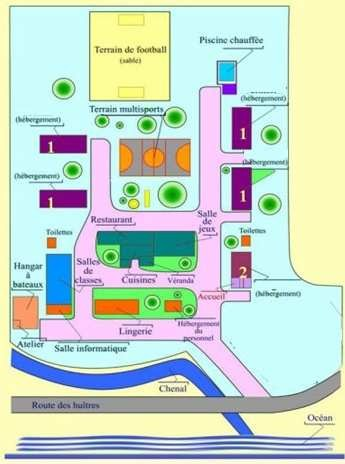 Terrain de football
(sable)
Piscine chauffée
Terrain multisports
(hébergement)
1
(hébergement)
1
(hébergement)
1
(hébergement)
1
Restaurant
Salle
de
jeux
Toilettes
Toilettes
Salles
de
classes
Cuisines
Véranda
2
(hébergement)
Accueil
Hangar
à
bateaux
Atelier
Salle informatique
Lingerie
Hébergement
du
personnel
Chenal
Route des huîtres
Océan